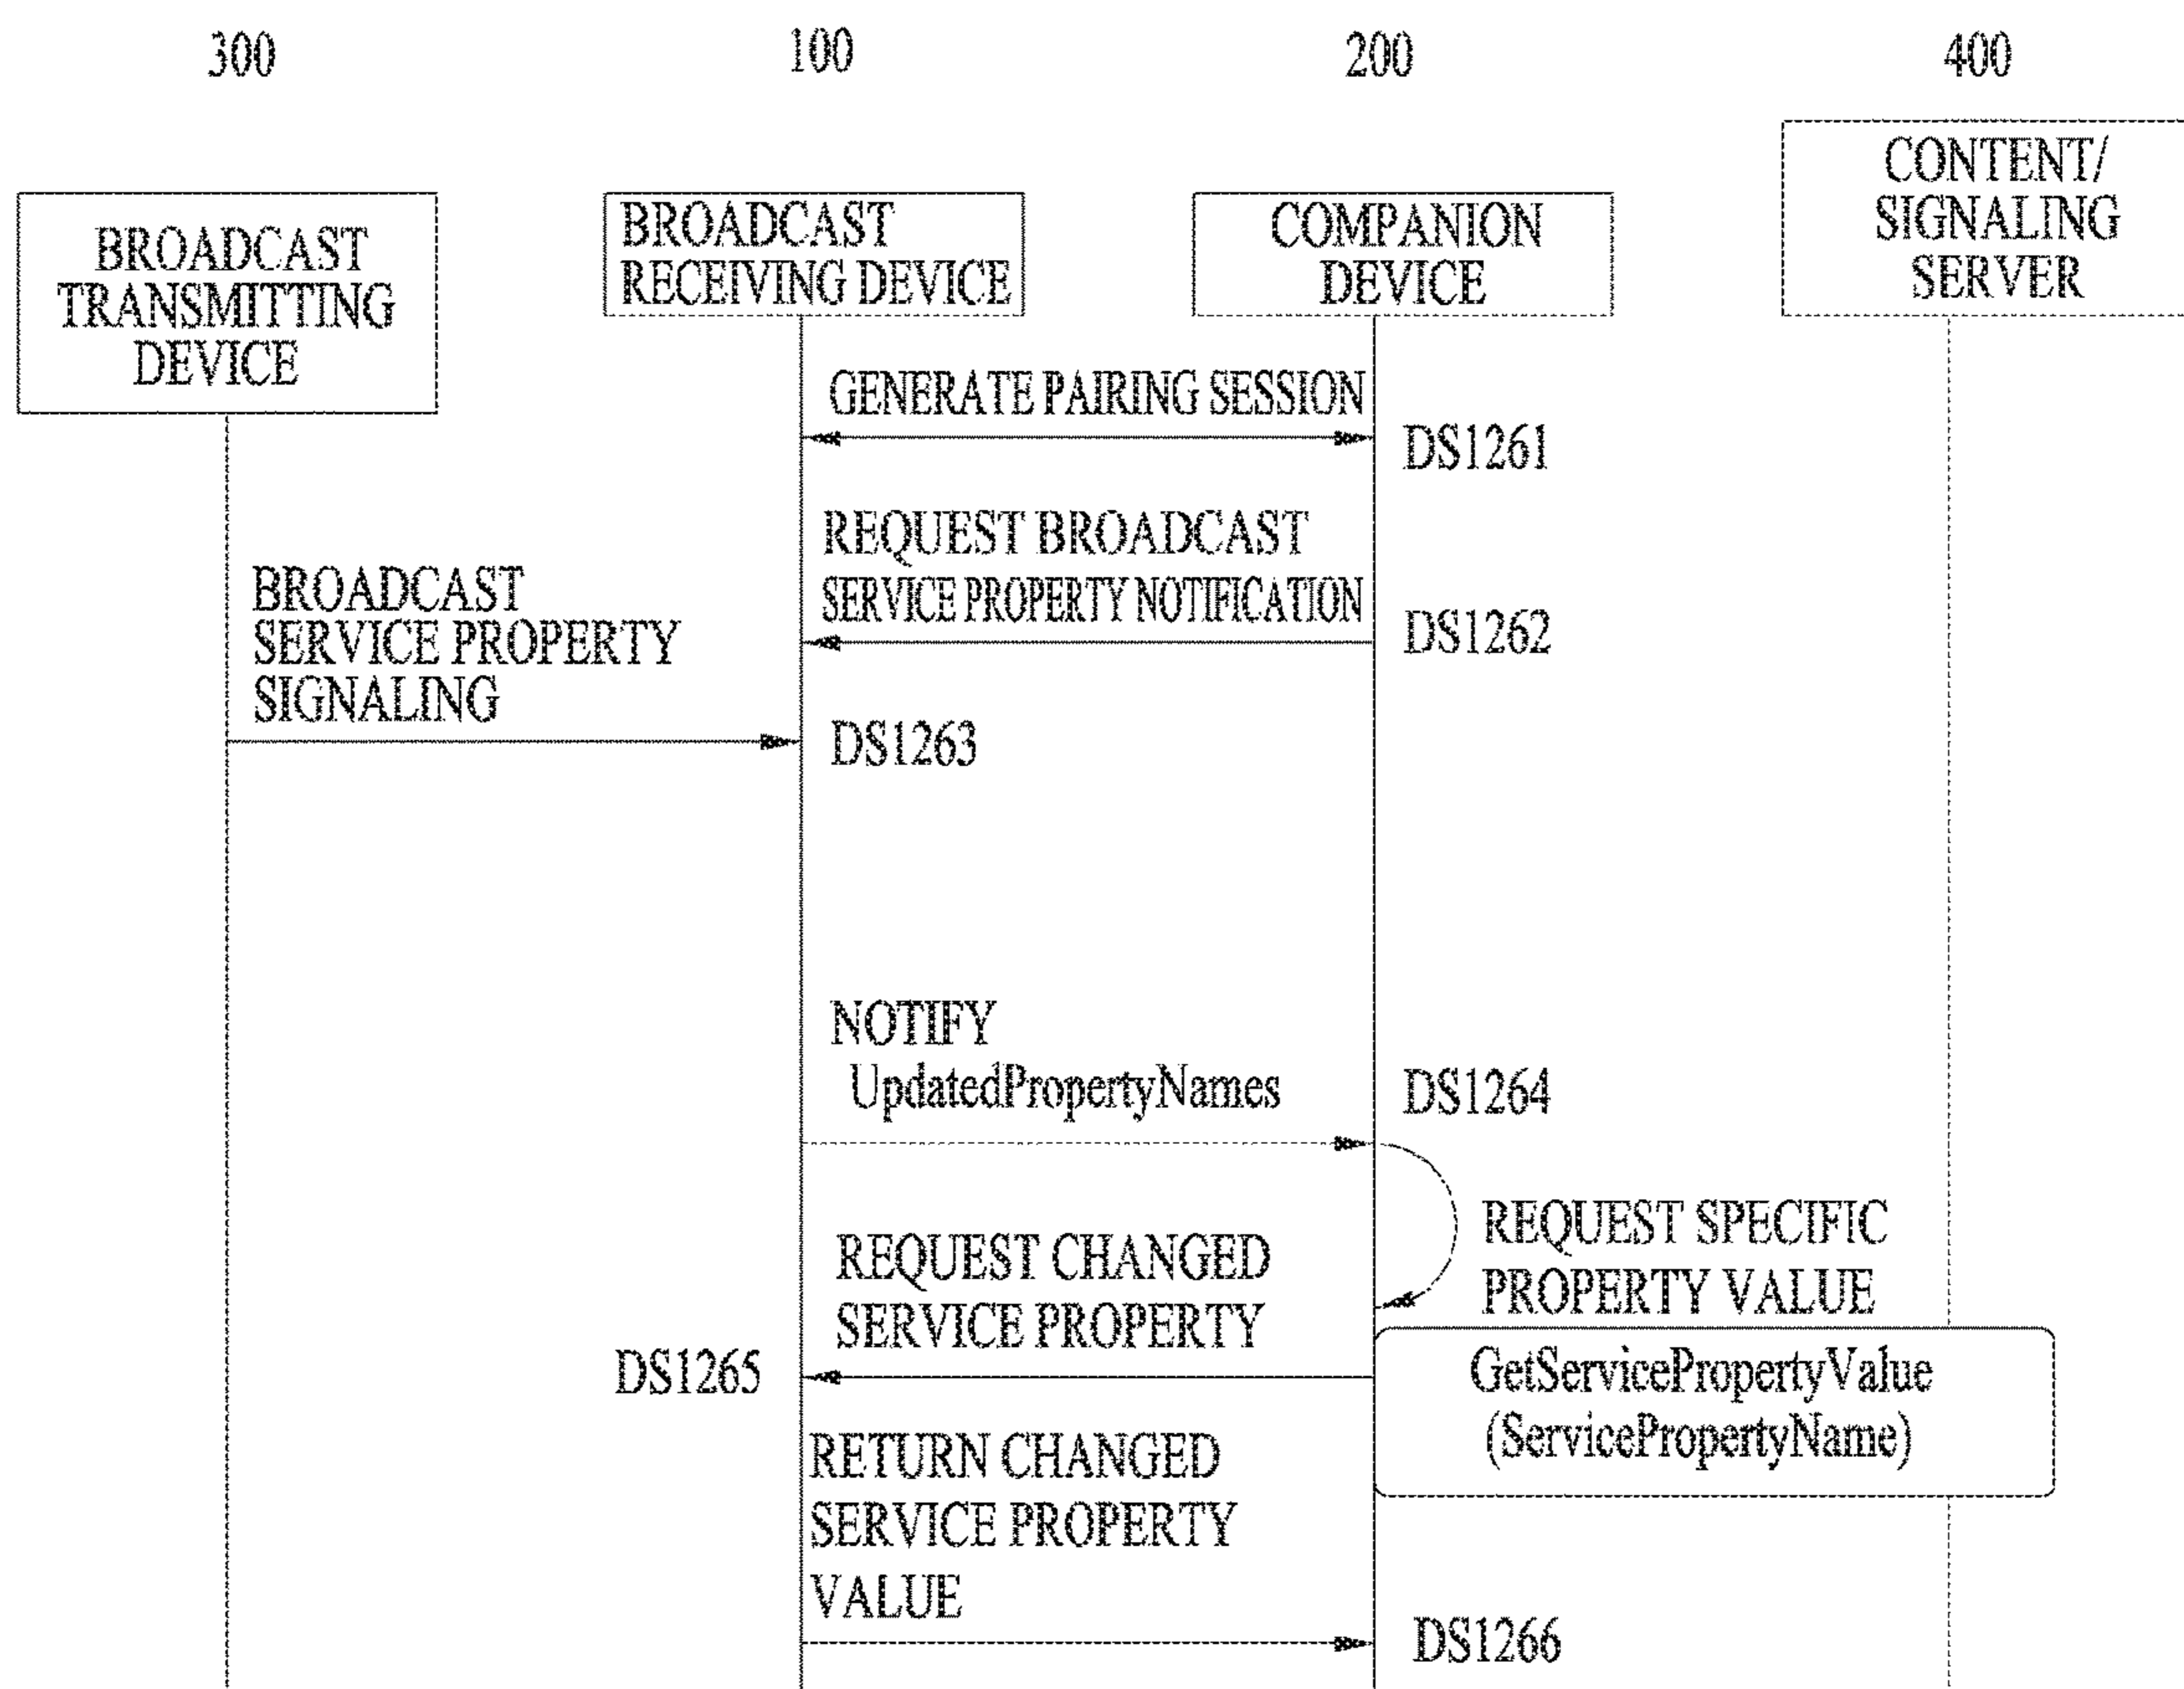 300
100
200
400
BROADCAST
TRANSMITTING
DEVICE
BROADCAST
RECEIVING DEVICE
COMPANION
DEVICE
CONTENT/
SIGNALING
SERVER
GENERATE PAIRING SESSION
DS1261
REQUEST BROADCAST
SERVICE PROPERTY NOTIFICATION
DS1262
BROADCAST
SERVICE PROPERTY
SIGNALING
DS1263
NOTIFY
UpdatedPropertyNames
DS1264
REQUEST SPECIFIC
PROPERTY VALUE
REQUEST CHANGED
SERVICE PROPERTY
DS1265
GetServicePropertyValue
(ServicePropertyName)
RETURN CHANGED
SERVICE PROPERTY
VALUE
DS1266